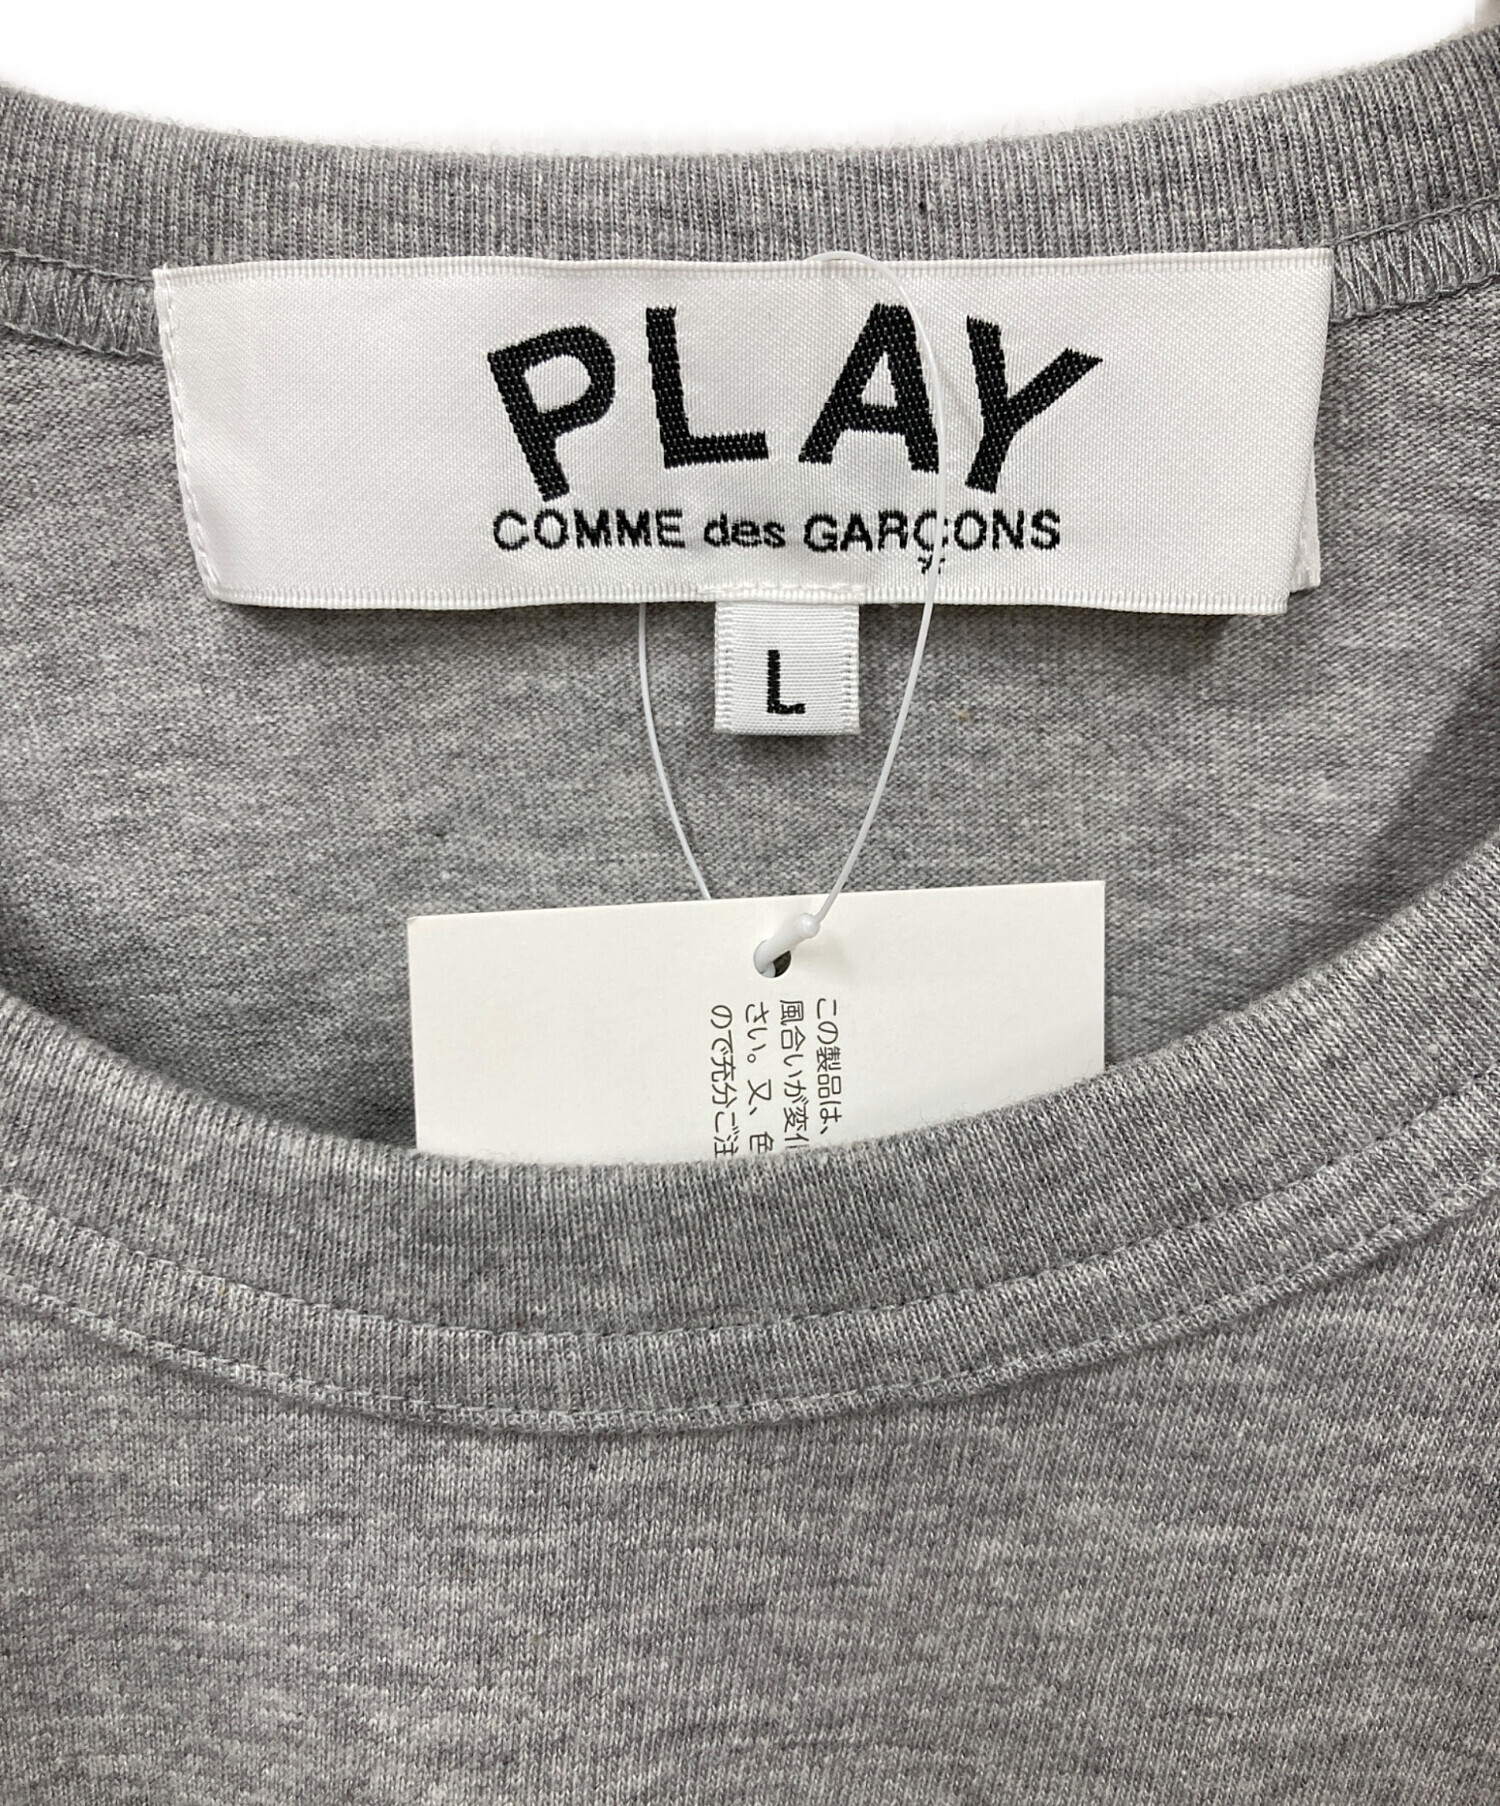 PLAY
COMME des GARÇONS
L
この製品は、
風合いが変化
さい。又、色
ので充分ご注